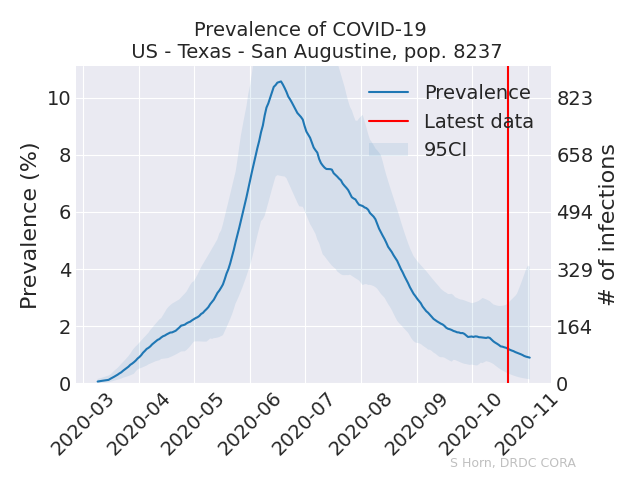 Prevalence of COVID-19
US - Texas - San Augustine, pop. 8237
Prevalence
Latest data
95CI
Prevalence (%)
10
8
6
4
2
0
# of infections
823
658
494
329
164
0
2020-03
2020-04
2020-05
2020-06
2020-07
2020-08
2020-09
2020-10
2020-11
S Horn, DRDC CORA